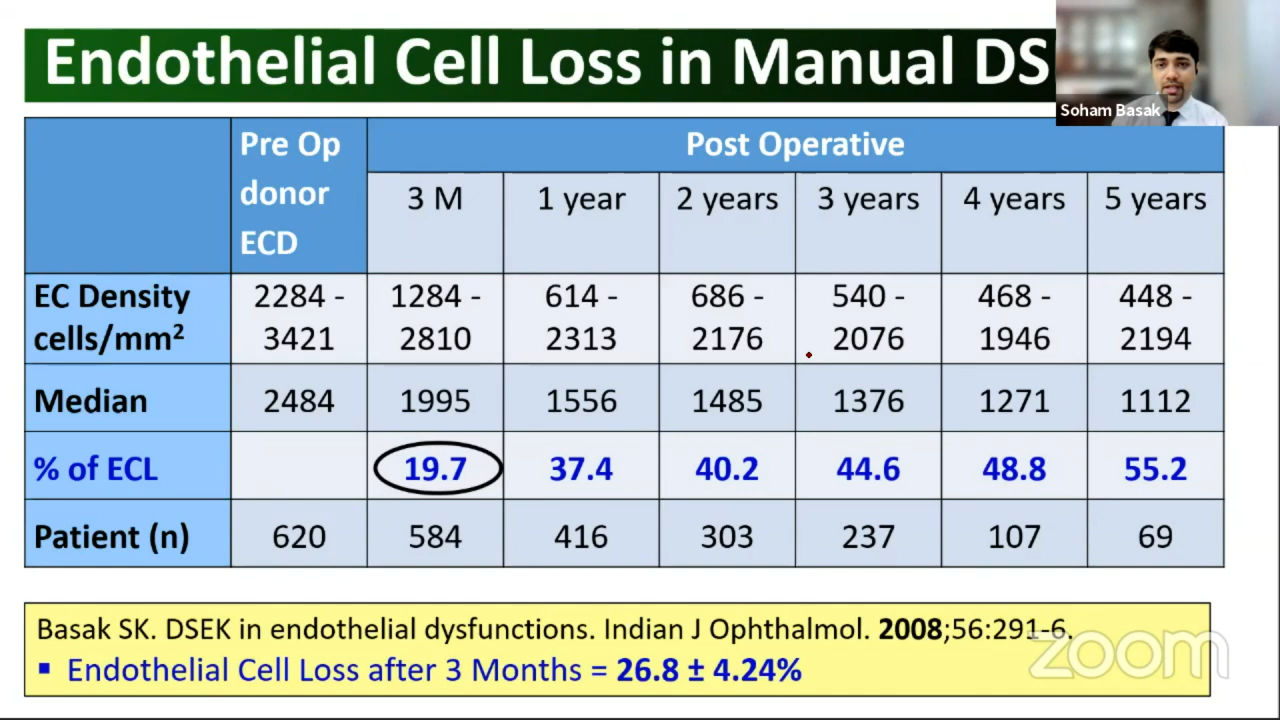 Endothelial Cell Loss in Manual DS
Soham Basak
Pre Op donor ECD
Post Operative
3 M 1 year 2 years 3 years 4 years 5 years
EC Density cells/mm² 2284 - 3421 1284 - 2810 614 - 2313 686 - 2176 540 - 2076 468 - 1946 448 - 2194
Median 2484 1995 1556 1485 1376 1271 1112
% of ECL 19.7 37.4 40.2 44.6 48.8 55.2
Patient (n) 620 584 416 303 237 107 69
Basak SK. DSEK in endothelial dysfunctions. Indian J Ophthalmol. 2008;56:291-6.
▪ Endothelial Cell Loss after 3 Months = 26.8 ± 4.24%
zoom